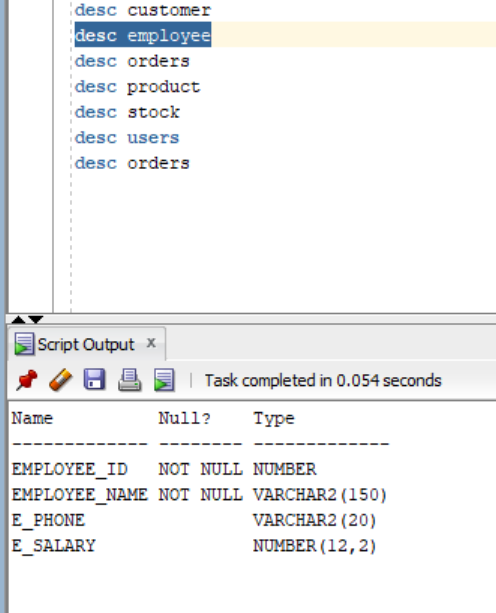 desc customer
desc employee
desc orders
desc product
desc stock
desc users
desc orders
Script Output x
Task completed in 0.054 seconds
Name Null? Type
------------- -------- -------------
EMPLOYEE_ID NOT NULL NUMBER
EMPLOYEE_NAME NOT NULL VARCHAR2(150)
E_PHONE VARCHAR2(20)
E_SALARY NUMBER(12,2)